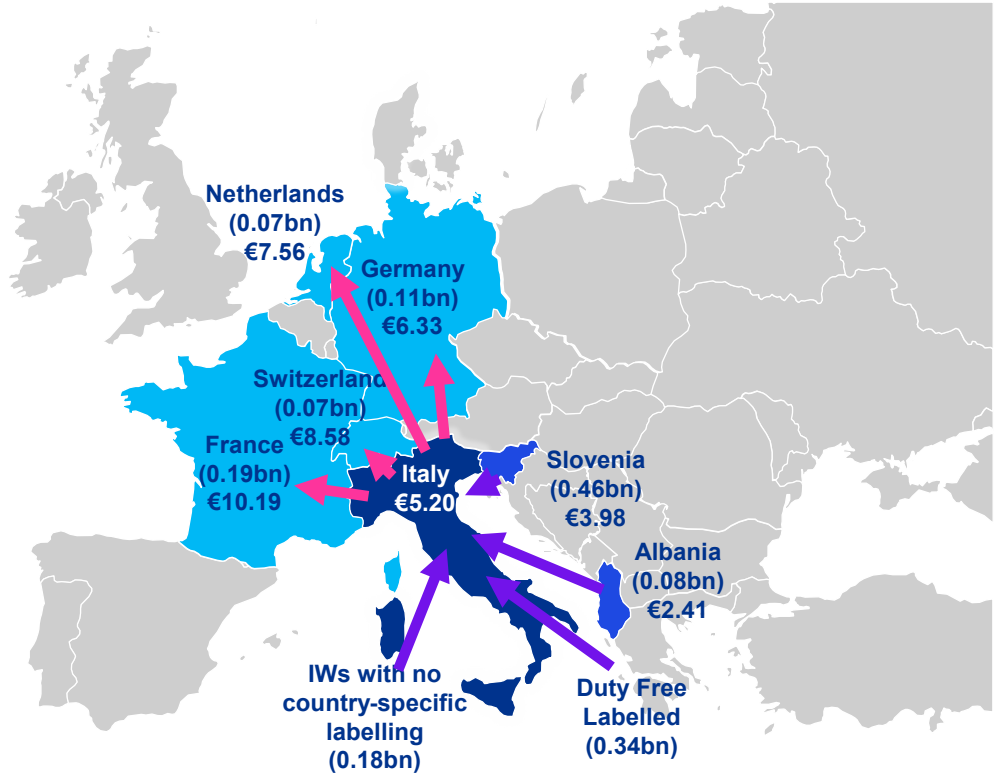 Netherlands
(0.07bn)
€7.56
Germany
(0.11bn)
€6.33
Switzerland
(0.07bn)
€8.58
France
(0.19bn)
€10.19
Italy
€5.20
Slovenia
(0.46bn)
€3.98
Albania
(0.08bn)
€2.41
IWs with no
country-specific
labelling
(0.18bn)
Duty Free
Labelled
(0.34bn)